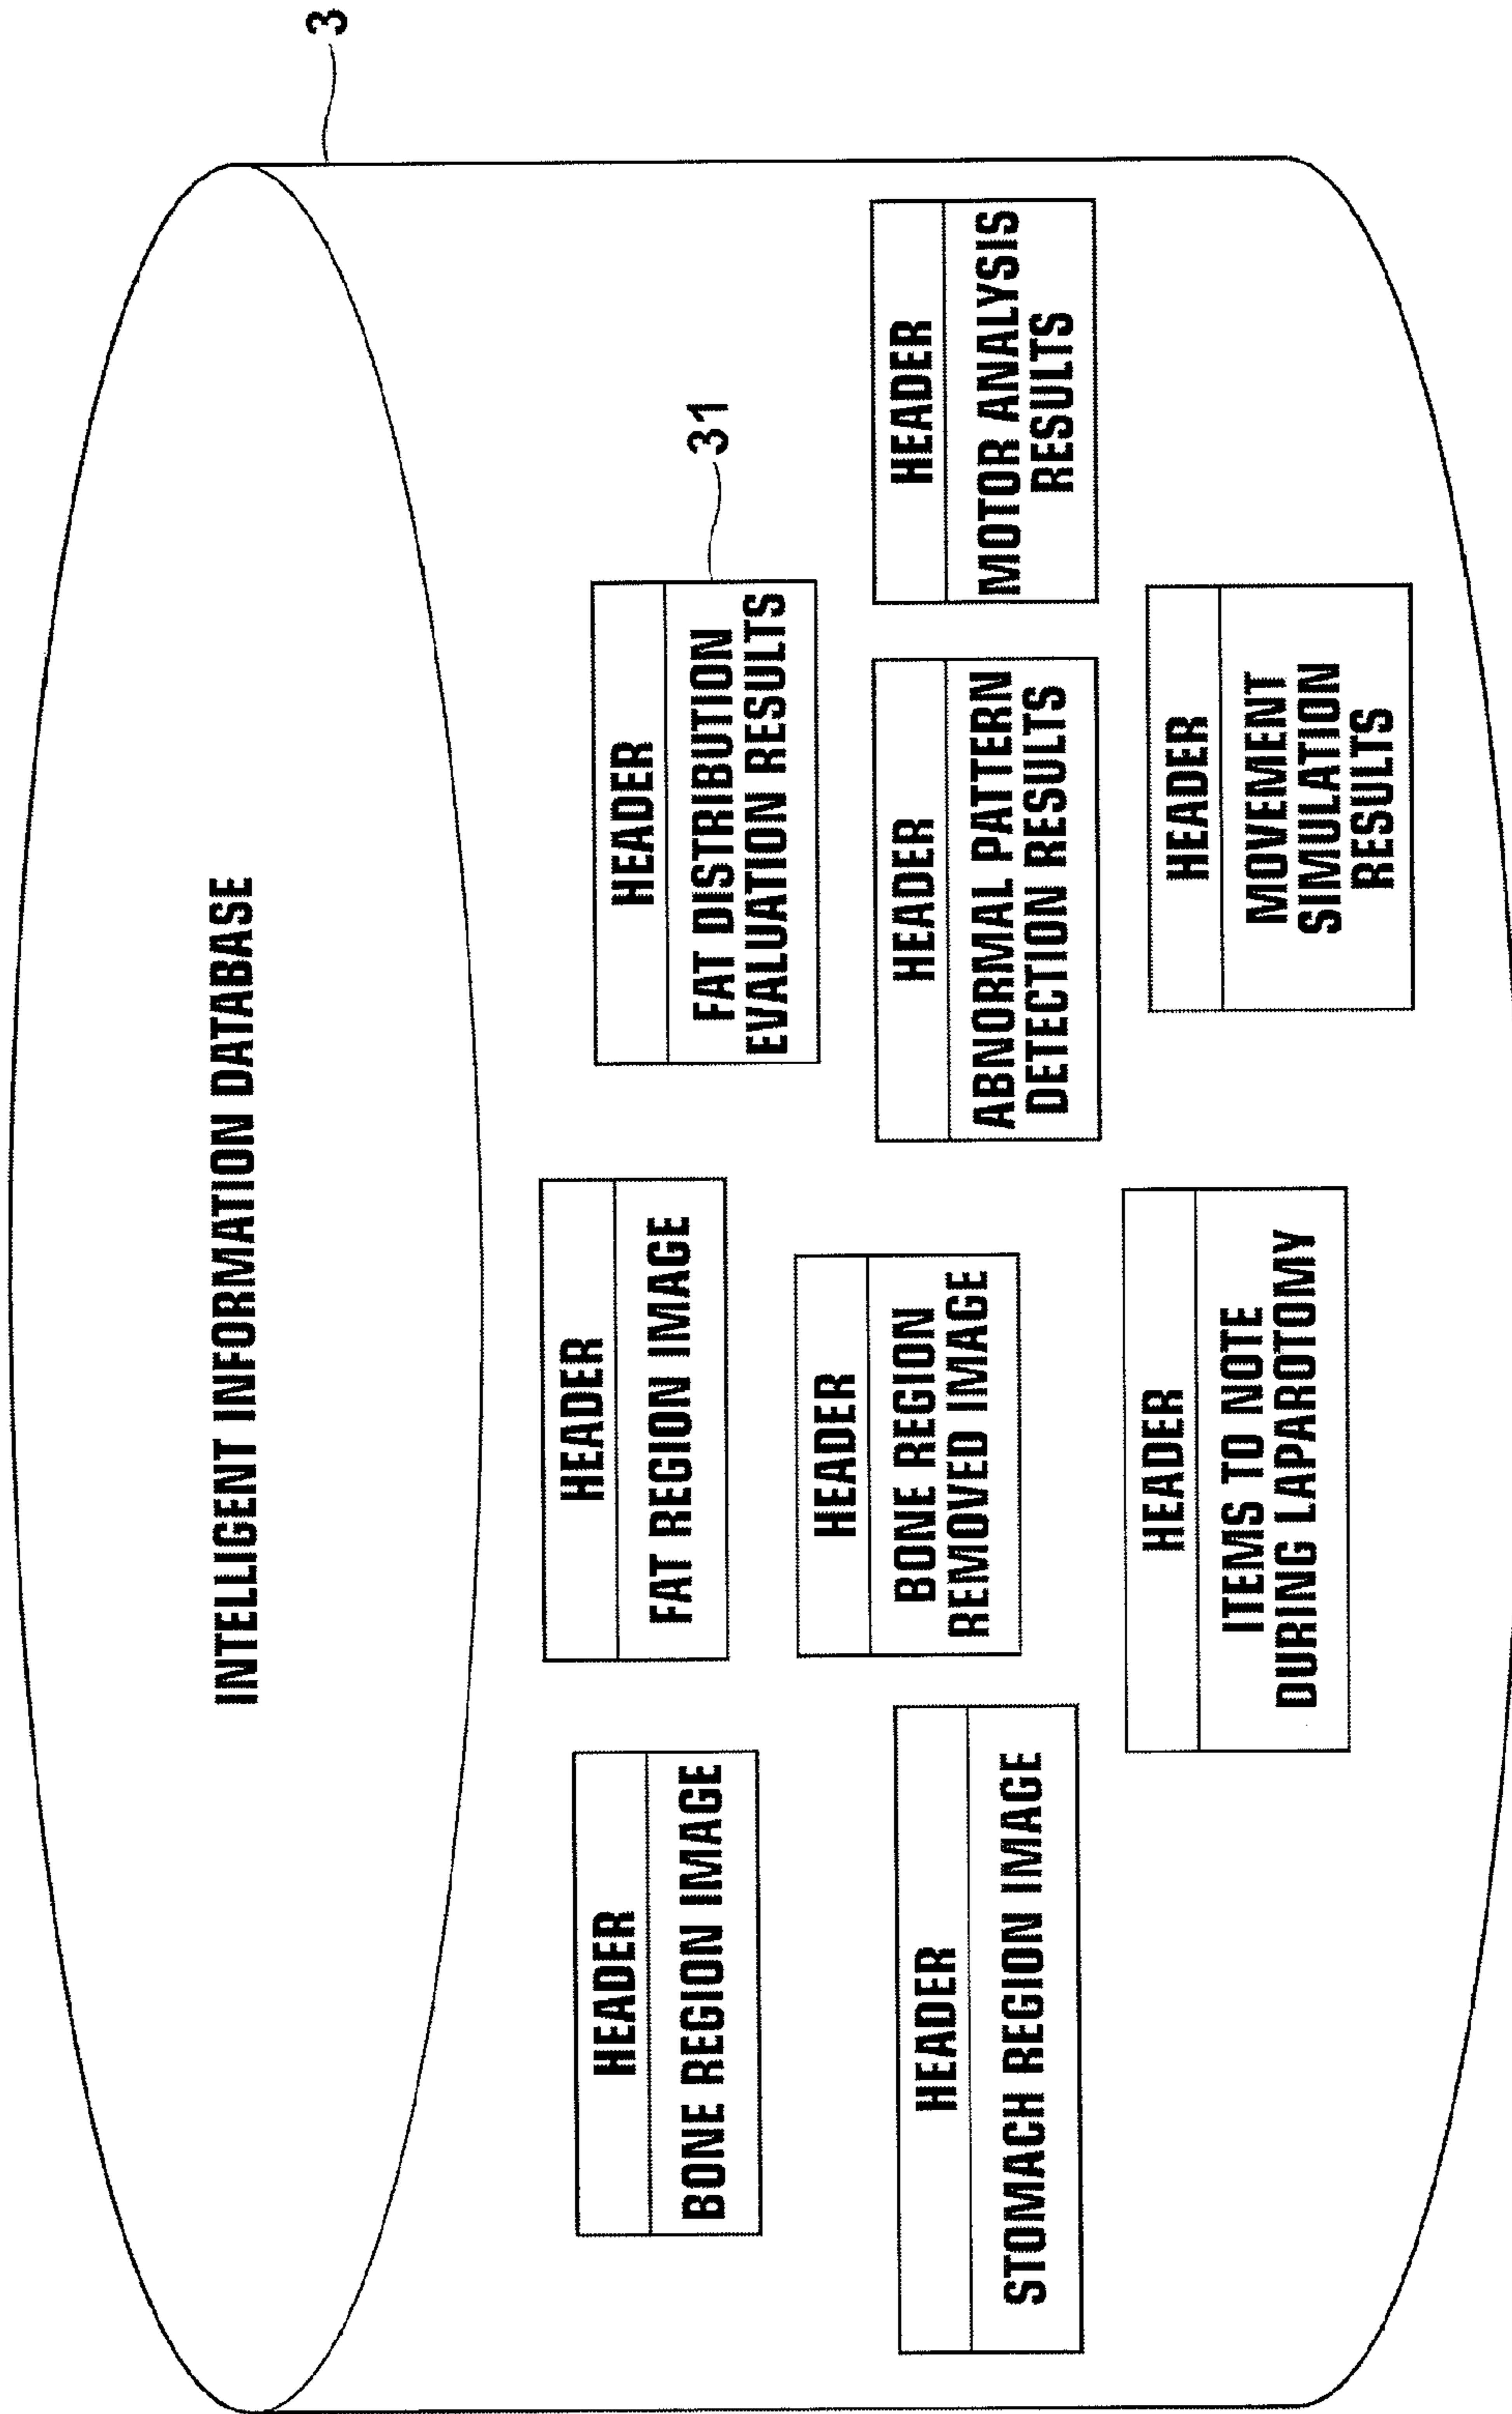 INTELLIGENT INFORMATION DATABASE
3
HEADER
BONE REGION IMAGE
HEADER
FAT REGION IMAGE
HEADER
FAT DISTRIBUTION
EVALUATION RESULTS
31
HEADER
STOMACH REGION IMAGE
HEADER
BONE REGION
REMOVED IMAGE
HEADER
ABNORMAL PATTERN
DETECTION RESULTS
HEADER
MOTOR ANALYSIS
RESULTS
HEADER
ITEMS TO NOTE
DURING LAPAROTOMY
HEADER
MOVEMENT
SIMULATION
RESULTS